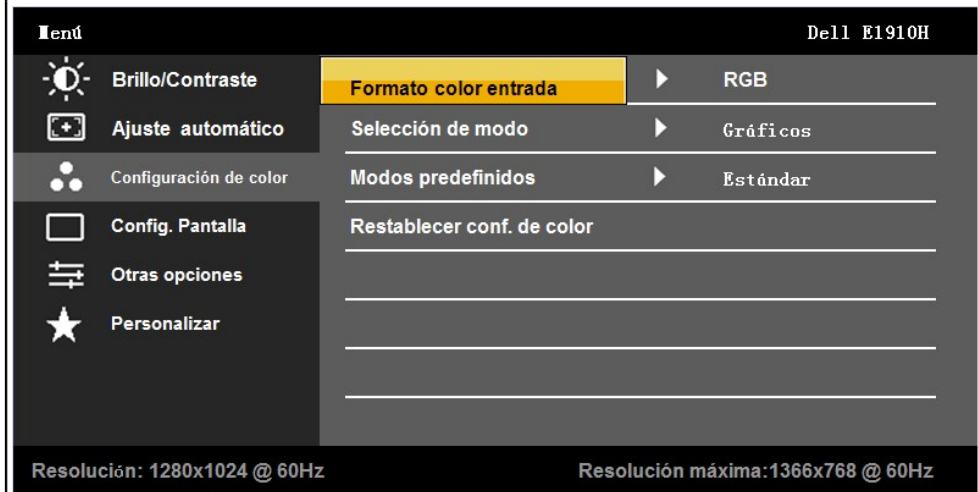 Menú Dell E1910H
Brillo/Contraste
Formato color entrada RGB
Ajuste automático Selección de modo Gráficos
Configuración de color Modos predefinidos Estándar
Config. Pantalla Restablecer conf. de color
Otras opciones
Personalizar
Resolución: 1280x1024 @ 60Hz Resolución máxima:1366x768 @ 60Hz